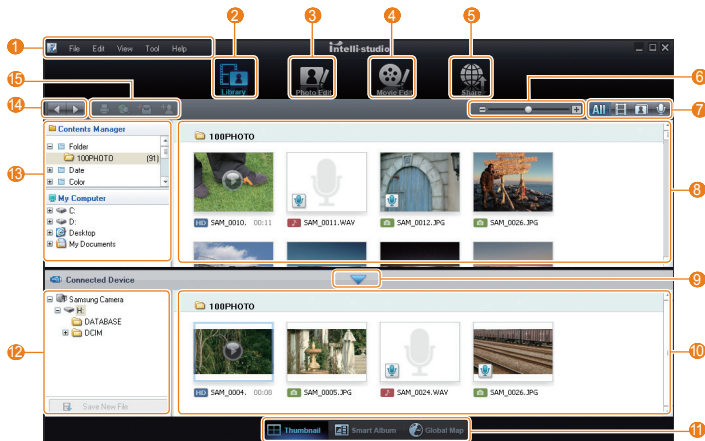 2 3 4 5
1 File Edit View Tool Help intelli-studio
Library Photo Edit Movie Edit Share
15 6
14 All 7
Contents Manager
Folder
100PHOTO (91)
Date
Color
13
My Computer
C:
D:
Desktop
My Documents
100PHOTO
HD SAM_0010. 00:11 SAM_0011.WAV SAM_0012.JPG SAM_0026.JPG
8
Connected Device 9
Samsung Camera
H:
DATABASE
DCIM
12
Save New File
100PHOTO
HD SAM_0004. 00:08 SAM_0005.JPG SAM_0024.WAV SAM_0026.JPG
10
Thumbnail Smart Album Global Map 11